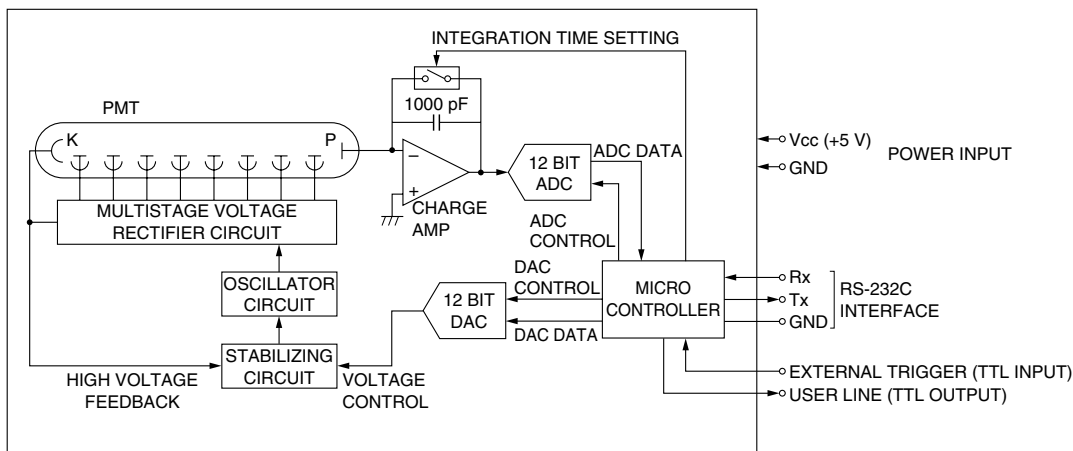 INTEGRATION TIME SETTING
1000 pF
PMT
K
P
−
+
CHARGE
AMP
12 BIT
ADC
ADC DATA
ADC
CONTROL
Vcc (+5 V)
GND
POWER INPUT
MULTISTAGE VOLTAGE
RECTIFIER CIRCUIT
OSCILLATOR
CIRCUIT
STABILIZING
CIRCUIT
HIGH VOLTAGE
FEEDBACK
VOLTAGE
CONTROL
12 BIT
DAC
DAC
CONTROL
DAC DATA
MICRO
CONTROLLER
Rx
Tx
GND
RS-232C
INTERFACE
EXTERNAL TRIGGER (TTL INPUT)
USER LINE (TTL OUTPUT)